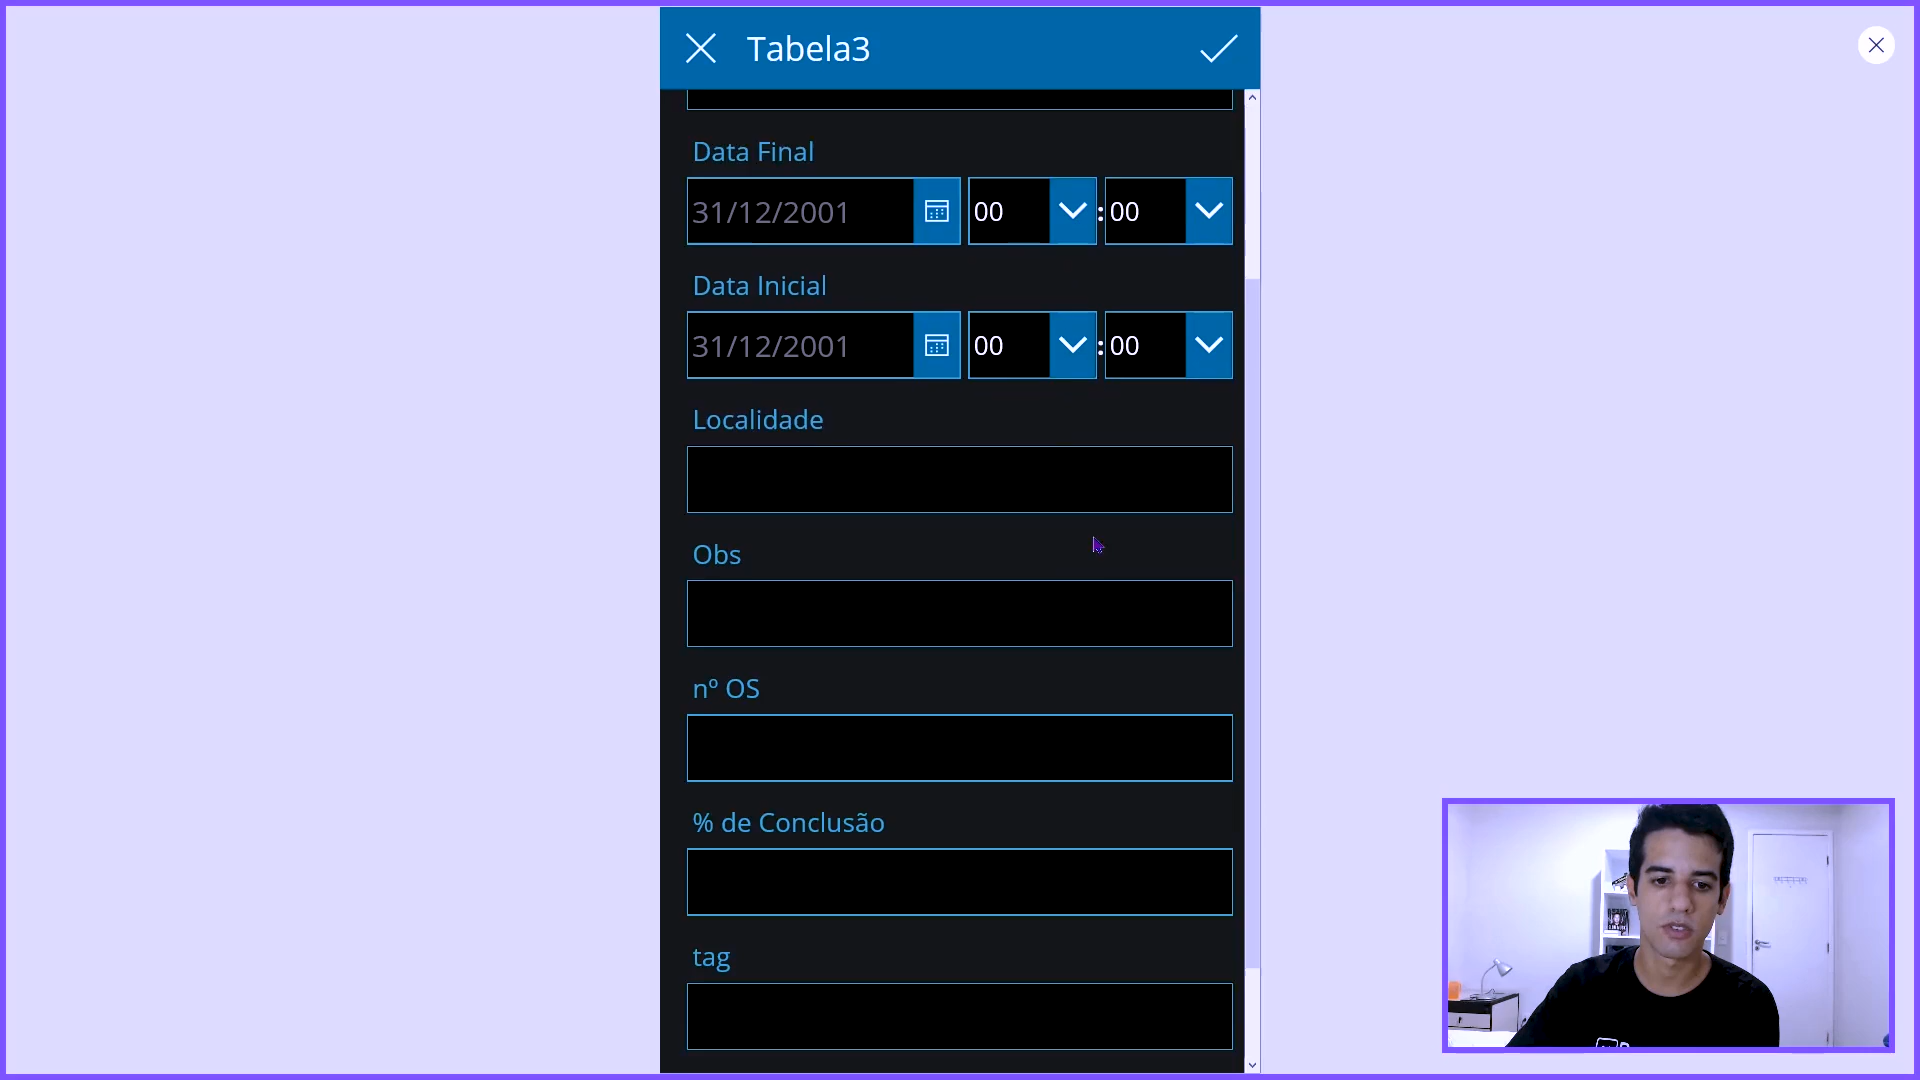 Tabela3
Data Final
31/12/2001 00 : 00
Data Inicial
31/12/2001 00 : 00
Localidade
Obs
nº OS
% de Conclusão
tag